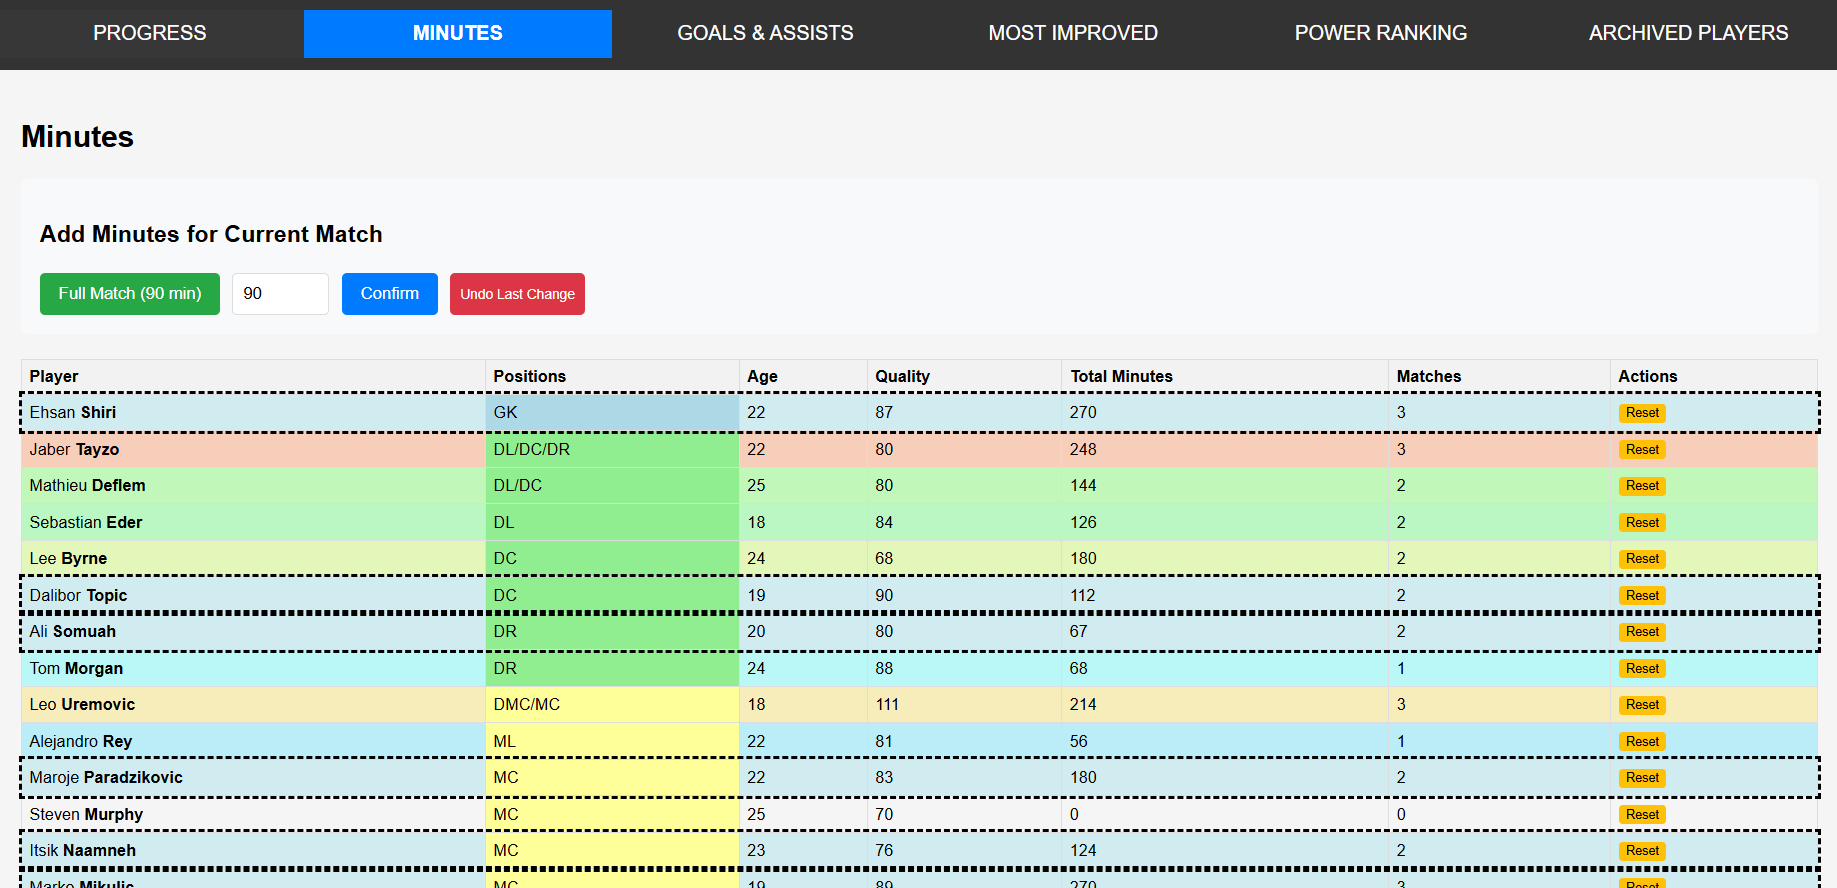 PROGRESS MINUTES GOALS & ASSISTS MOST IMPROVED POWER RANKING ARCHIVED PLAYERS
Minutes
Add Minutes for Current Match
Full Match (90 min) 90 Confirm Undo Last Change
Player Positions Age Quality Total Minutes Matches Actions
Ehsan Shiri GK 22 87 270 3 Reset
Jaber Tayzo DL/DC/DR 22 80 248 3 Reset
Mathieu Deflem DL/DC 25 80 144 2 Reset
Sebastian Eder DL 18 84 126 2 Reset
Lee Byrne DC 24 68 180 2 Reset
Dalibor Topic DC 19 90 112 2 Reset
Ali Somuah DR 20 80 67 2 Reset
Tom Morgan DR 24 88 68 1 Reset
Leo Uremovic DMC/MC 18 111 214 3 Reset
Alejandro Rey ML 22 81 56 1 Reset
Maroje Paradzikovic MC 22 83 180 2 Reset
Steven Murphy MC 25 70 0 0 Reset
Itsik Naamneh MC 23 76 124 2 Reset
Marko Mikulic MC 19 89 270 3 Reset